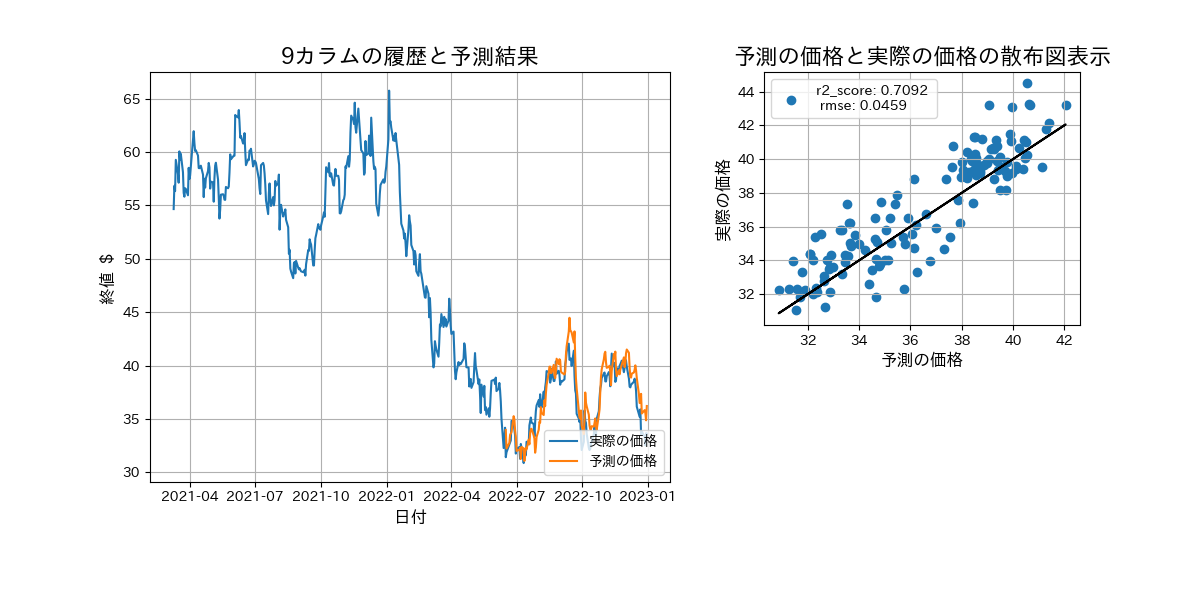 9カラムの履歴と予測結果
終値 $
65
60
55
50
45
40
35
30
2021-04
2021-07
2021-10
2022-01
2022-04
2022-07
2022-10
2023-01
日付
実際の価格
予測の価格
予測の価格と実際の価格の散布図表示
実際の価格
44
42
40
38
36
34
32
r2_score: 0.7092
rmse: 0.0459
32
34
36
38
40
42
予測の価格